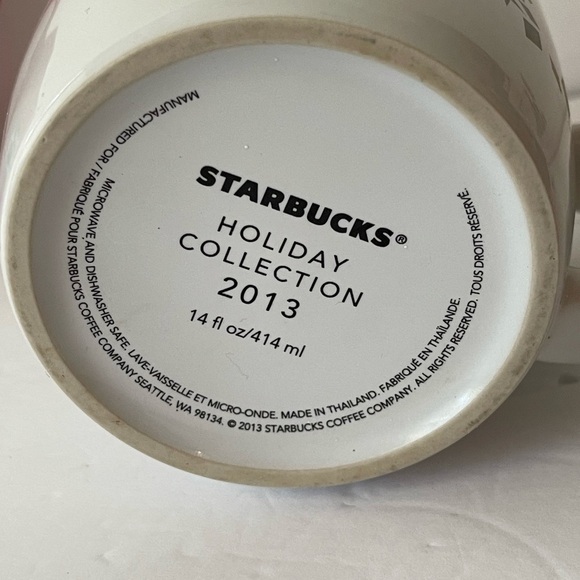 STARBUCKS®
HOLIDAY
COLLECTION
2013
14 fl oz/414 ml
MICROWAVE AND DISHWASHER SAFE. LAVE-VAISSELLE ET MICRO-ONDE. MADE IN THAILAND. FABRIQUÉ EN THAÏLANDE.
MANUFACTURED FOR / FABRIQUÉ POUR STARBUCKS COFFEE COMPANY SEATTLE, WA 98134. © 2013 STARBUCKS COFFEE COMPANY. ALL RIGHTS RESERVED. TOUS DROITS RÉSERVÉ.